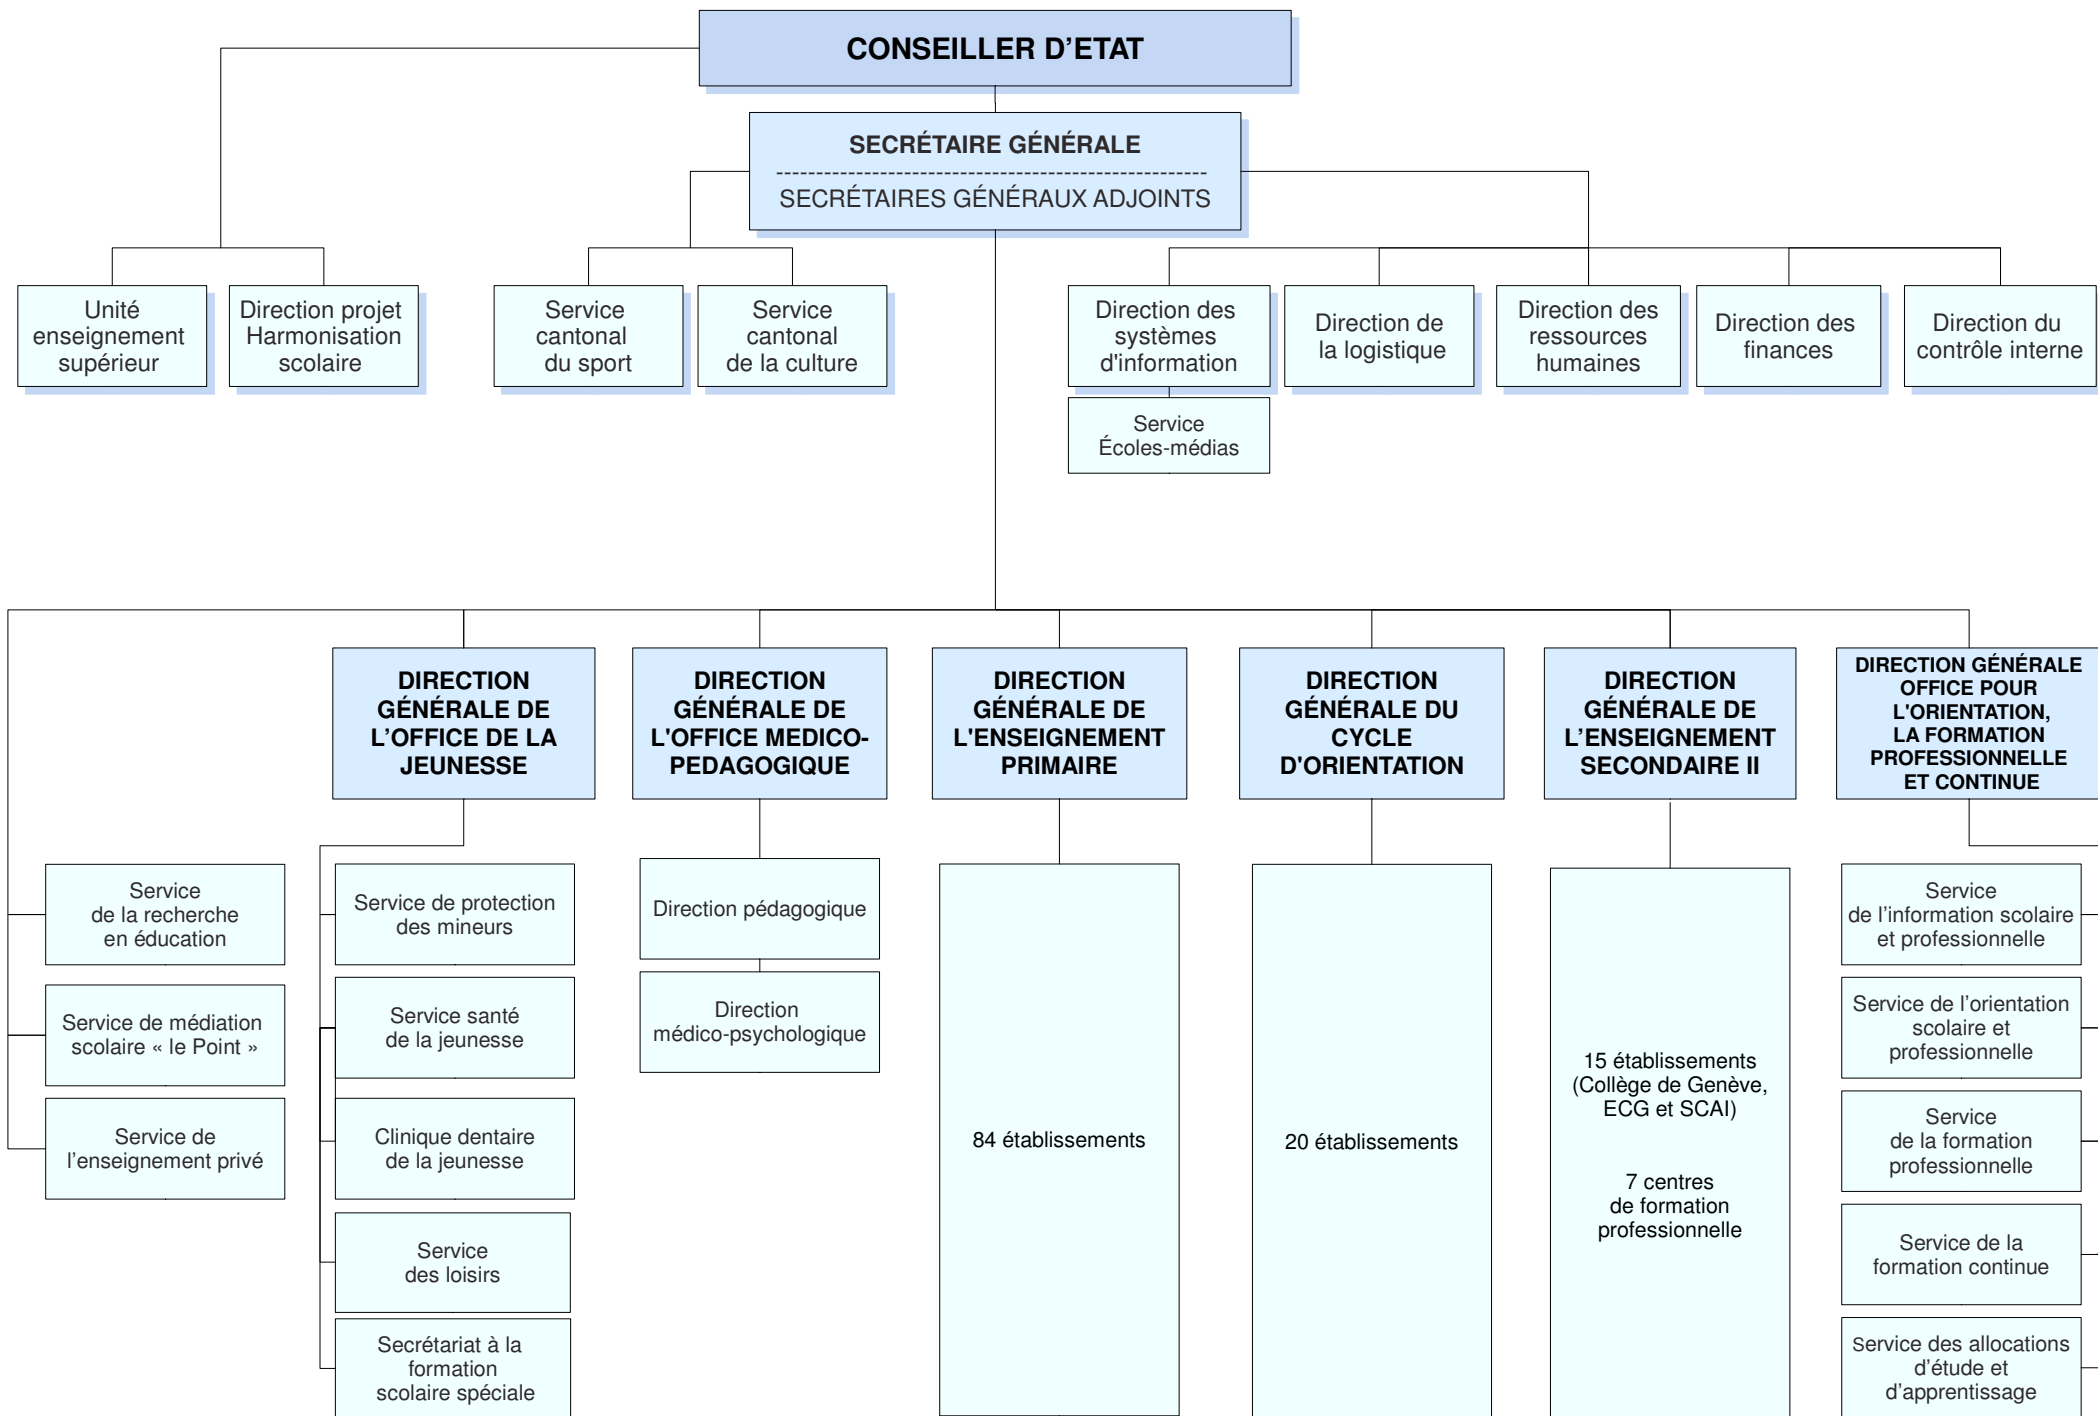 CONSEILLER D’ETAT
SECRÉTAIRE GÉNÉRALE
SECRÉTAIRES GÉNÉRAUX ADJOINTS
Unité
enseignement
supérieur
Direction projet
Harmonisation
scolaire
Service
cantonal
du sport
Service
cantonal
de la culture
Direction des
systèmes
d'information
Direction de
la logistique
Direction des
ressources
humaines
Direction des
finances
Direction du
contrôle interne
Service
Écoles-médias
DIRECTION
GÉNÉRALE DE
L’OFFICE DE LA
JEUNESSE
DIRECTION
GÉNÉRALE DE
L'OFFICE MEDICO-
PEDAGOGIQUE
DIRECTION
GÉNÉRALE DE
L'ENSEIGNEMENT
PRIMAIRE
DIRECTION
GÉNÉRALE DU
CYCLE
D'ORIENTATION
DIRECTION
GÉNÉRALE DE
L’ENSEIGNEMENT
SECONDAIRE II
DIRECTION GÉNÉRALE
OFFICE POUR
L'ORIENTATION,
LA FORMATION
PROFESSIONNELLE
ET CONTINUE
Service
de la recherche
en éducation
Service de médiation
scolaire « le Point »
Service de
l’enseignement privé
Service de protection
des mineurs
Service santé
de la jeunesse
Clinique dentaire
de la jeunesse
Service
des loisirs
Secrétariat à la
formation
scolaire spéciale
Direction pédagogique
Direction
médico-psychologique
84 établissements
20 établissements
15 établissements
(Collège de Genève,
ECG et SCAI)
7 centres
de formation
professionnelle
Service
de l’information scolaire
et professionnelle
Service de l’orientation
scolaire et
professionnelle
Service
de la formation
professionnelle
Service de la
formation continue
Service des allocations
d’étude et
d’apprentissage